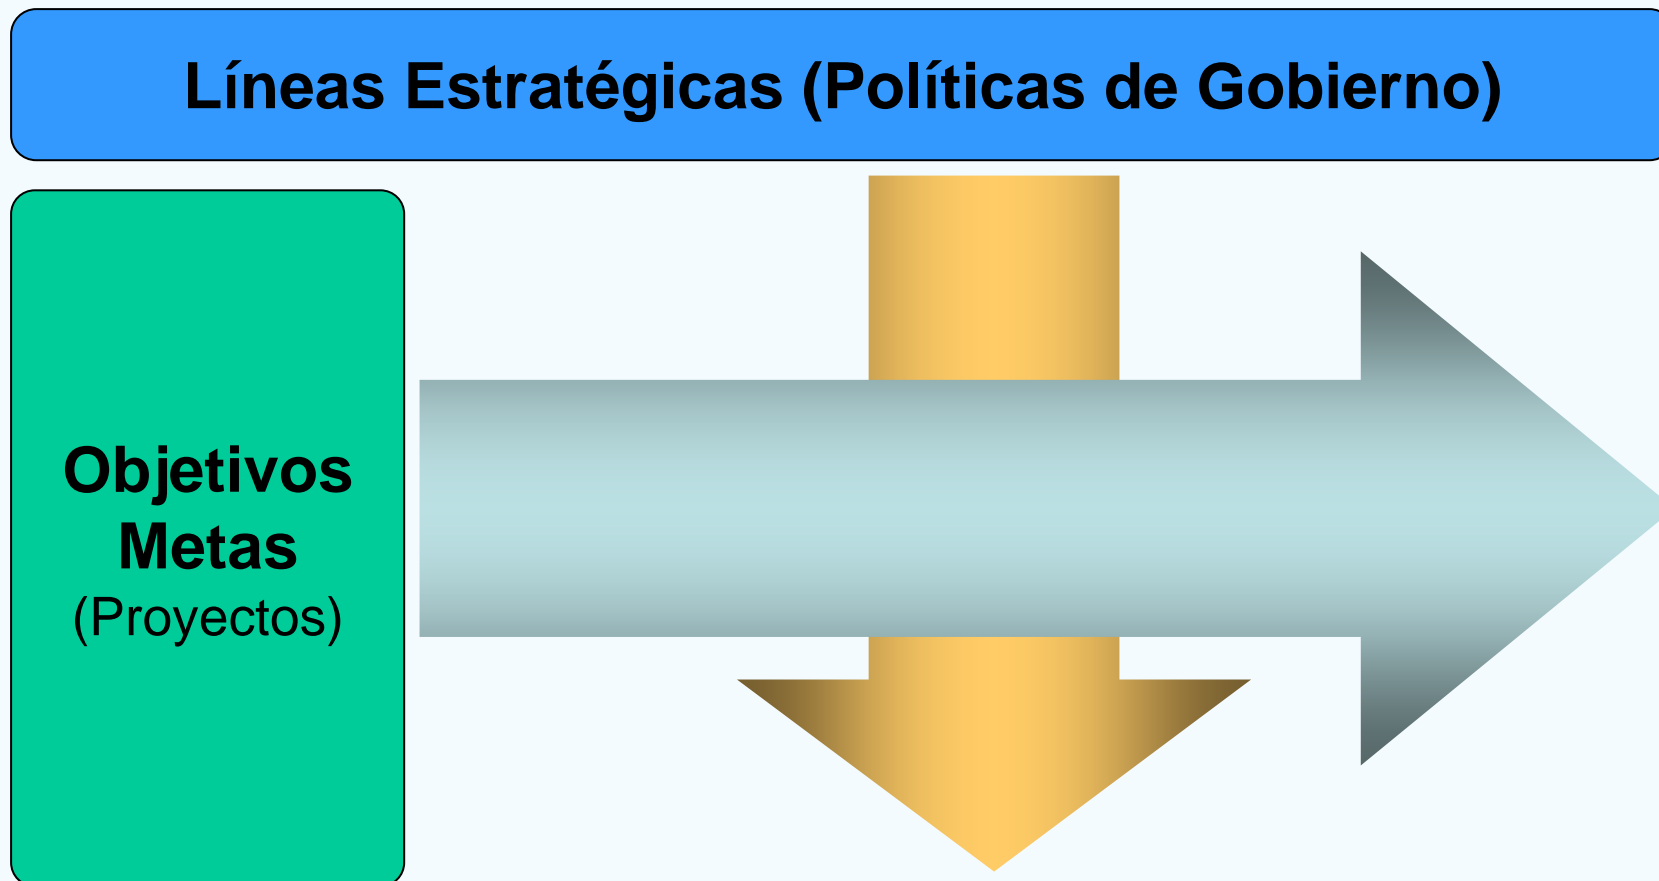 Líneas Estratégicas (Políticas de Gobierno)
Objetivos
Metas
(Proyectos)